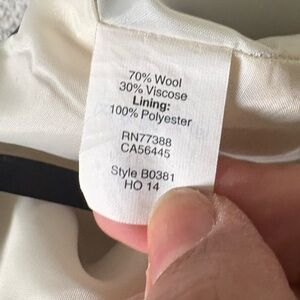 70% Wool
30% Viscose
Lining:
100% Polyester
RN77388
CA56445
Style B0381
HO 14